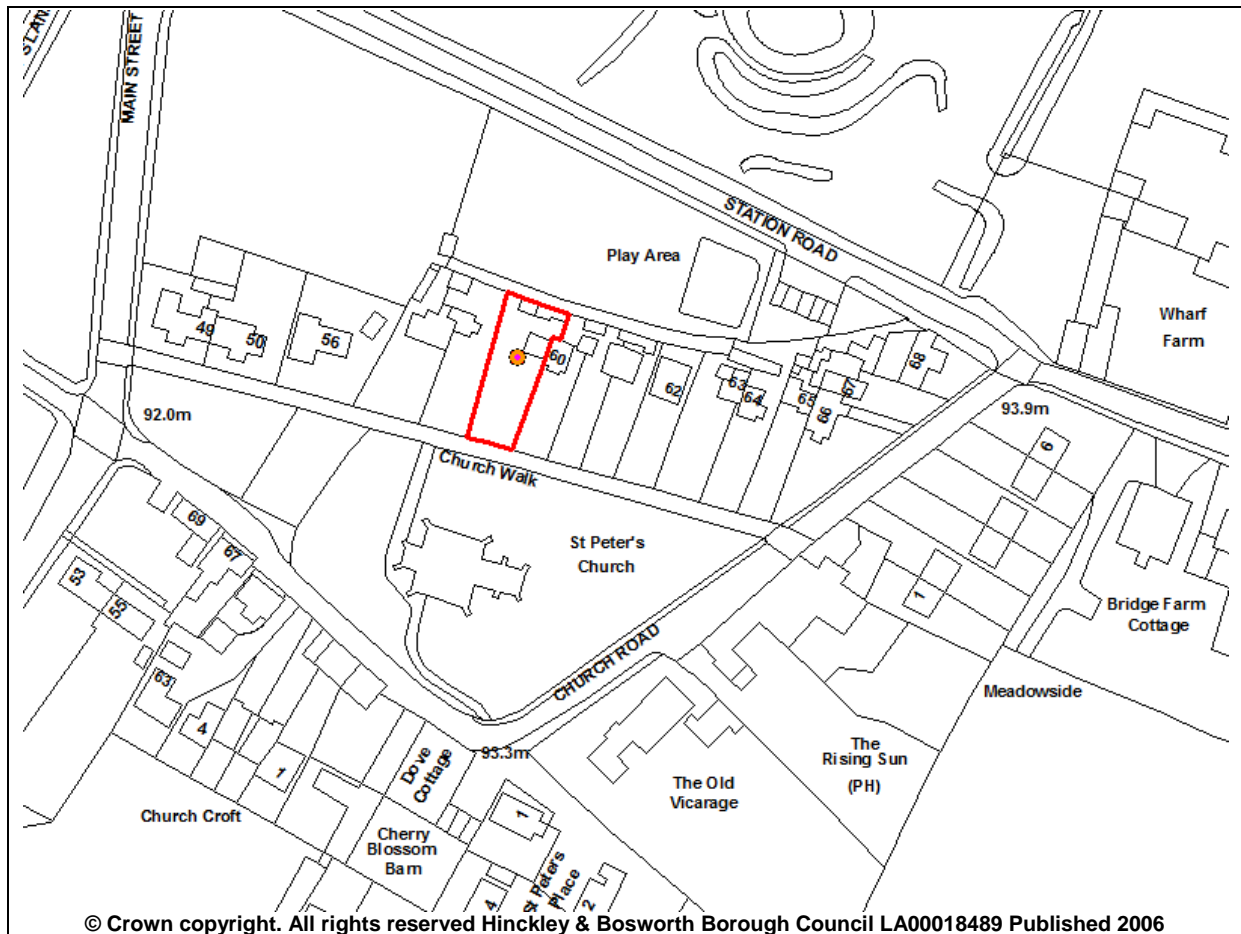 MAIN STREET
STATION ROAD
Play Area
Wharf
Farm
49
50
56
60
62
63
64
65
66
67
68
92.0m
93.9m
6
Church Walk
St Peter's
Church
69
67
53
55
63
4
1
1
Bridge Farm
Cottage
CHURCH ROAD
Meadowside
The
Rising Sun
(PH)
93.3m
Dove
Cottage
The Old
Vicarage
Church Croft
Cherry
Blossom
Barn
1
St Peter's
Place
4
2
© Crown copyright. All rights reserved Hinckley & Bosworth Borough Council LA00018489 Published 2006